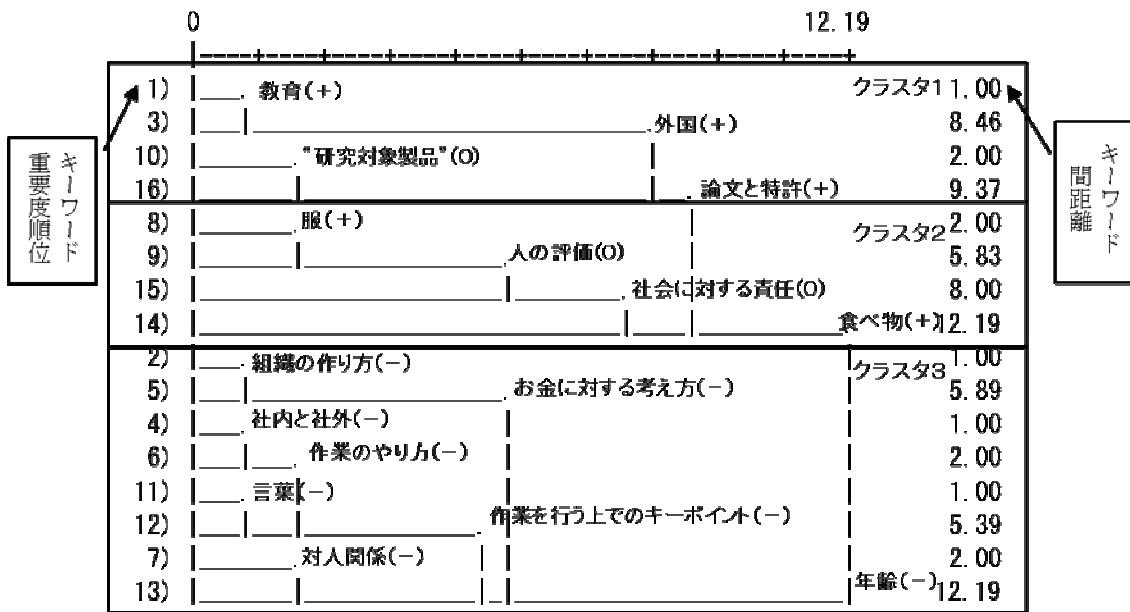 0 12.19
1) 教育(+) クラスタ1 1.00
3) 外国(+) 8.46
10) "研究対象製品"(0) 2.00
16) 論文と特許(+) 9.37
8) 服(+) クラスタ2 2.00
9) 人の評価(0) 5.83
15) 社会に対する責任(0) 8.00
14) 食べ物(+) 12.19
2) 組織の作り方(-) クラスタ3 1.00
5) お金に対する考え方(-) 5.89
4) 社内と社外(-) 1.00
6) 作業のやり方(-) 2.00
11) 言葉(-) 1.00
12) 作業を行う上でのキーポイント(-) 5.39
7) 対人関係(-) 2.00
13) 年齢(-) 12.19
キーワード
重要度順位
キーワード
間距離